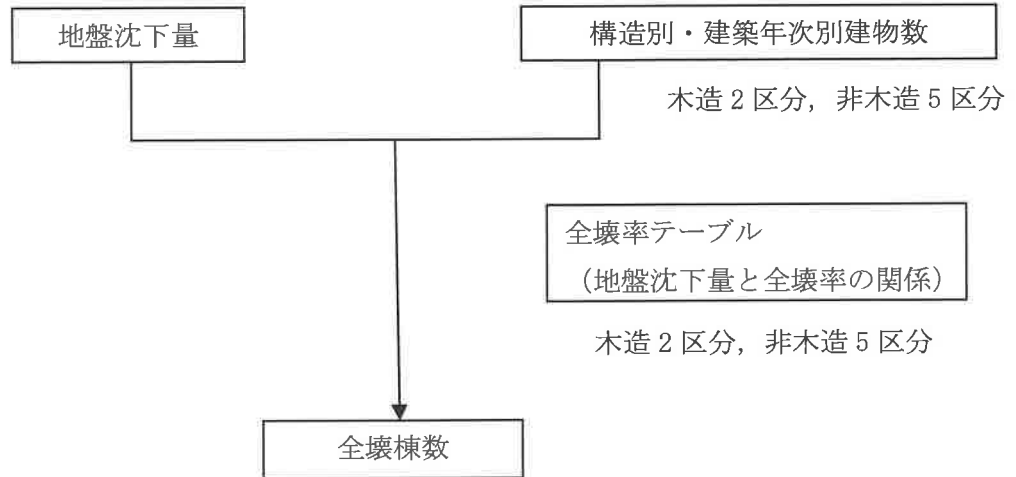 地盤沈下量
構造別・建築年次別建物数
木造2区分，非木造5区分
全壊率テーブル
（地盤沈下量と全壊率の関係）
木造2区分，非木造5区分
全壊棟数